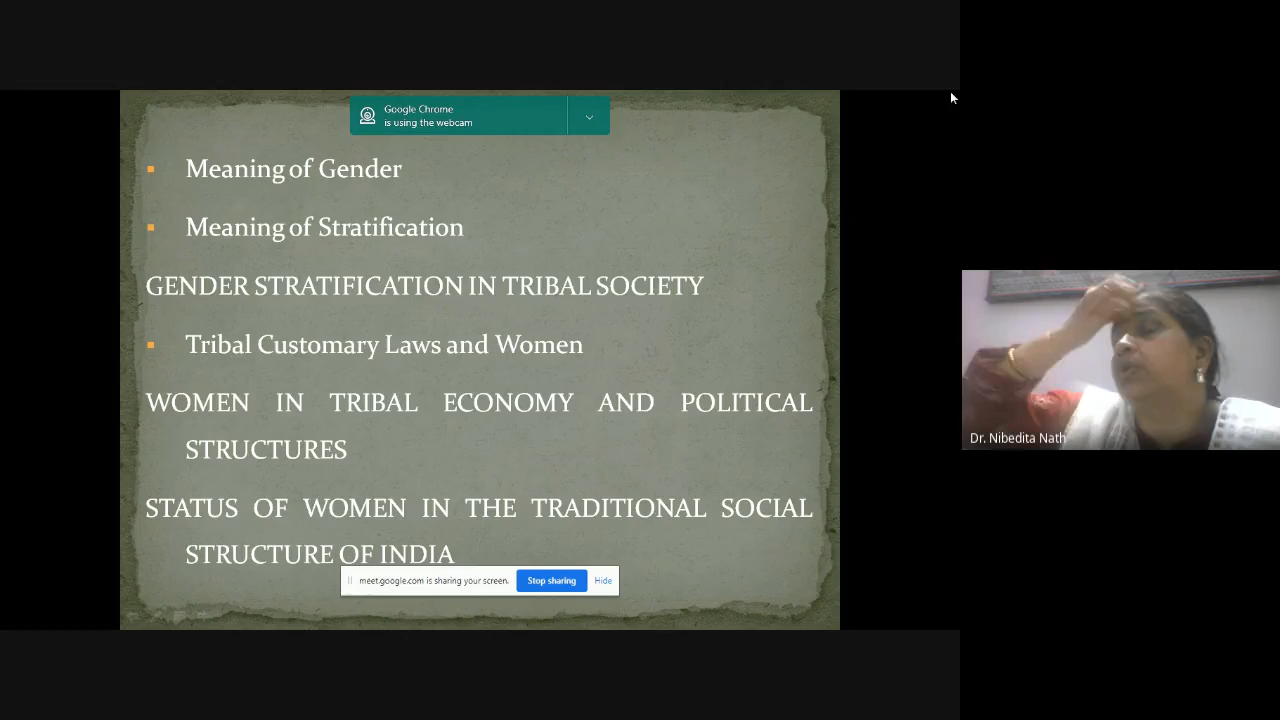 Google Chrome
is using the webcam
Meaning of Gender
Meaning of Stratification
GENDER STRATIFICATION IN TRIBAL SOCIETY
Tribal Customary Laws and Women
WOMEN IN TRIBAL ECONOMY AND POLITICAL
STRUCTURES
STATUS OF WOMEN IN THE TRADITIONAL SOCIAL
STRUCTURE OF INDIA
meet.google.com is sharing your screen.
Stop sharing
Hide
Dr. Nibedita Nath